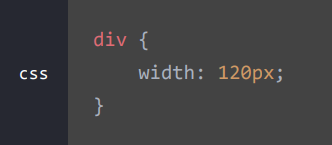 div {
css
    width: 120px;
}